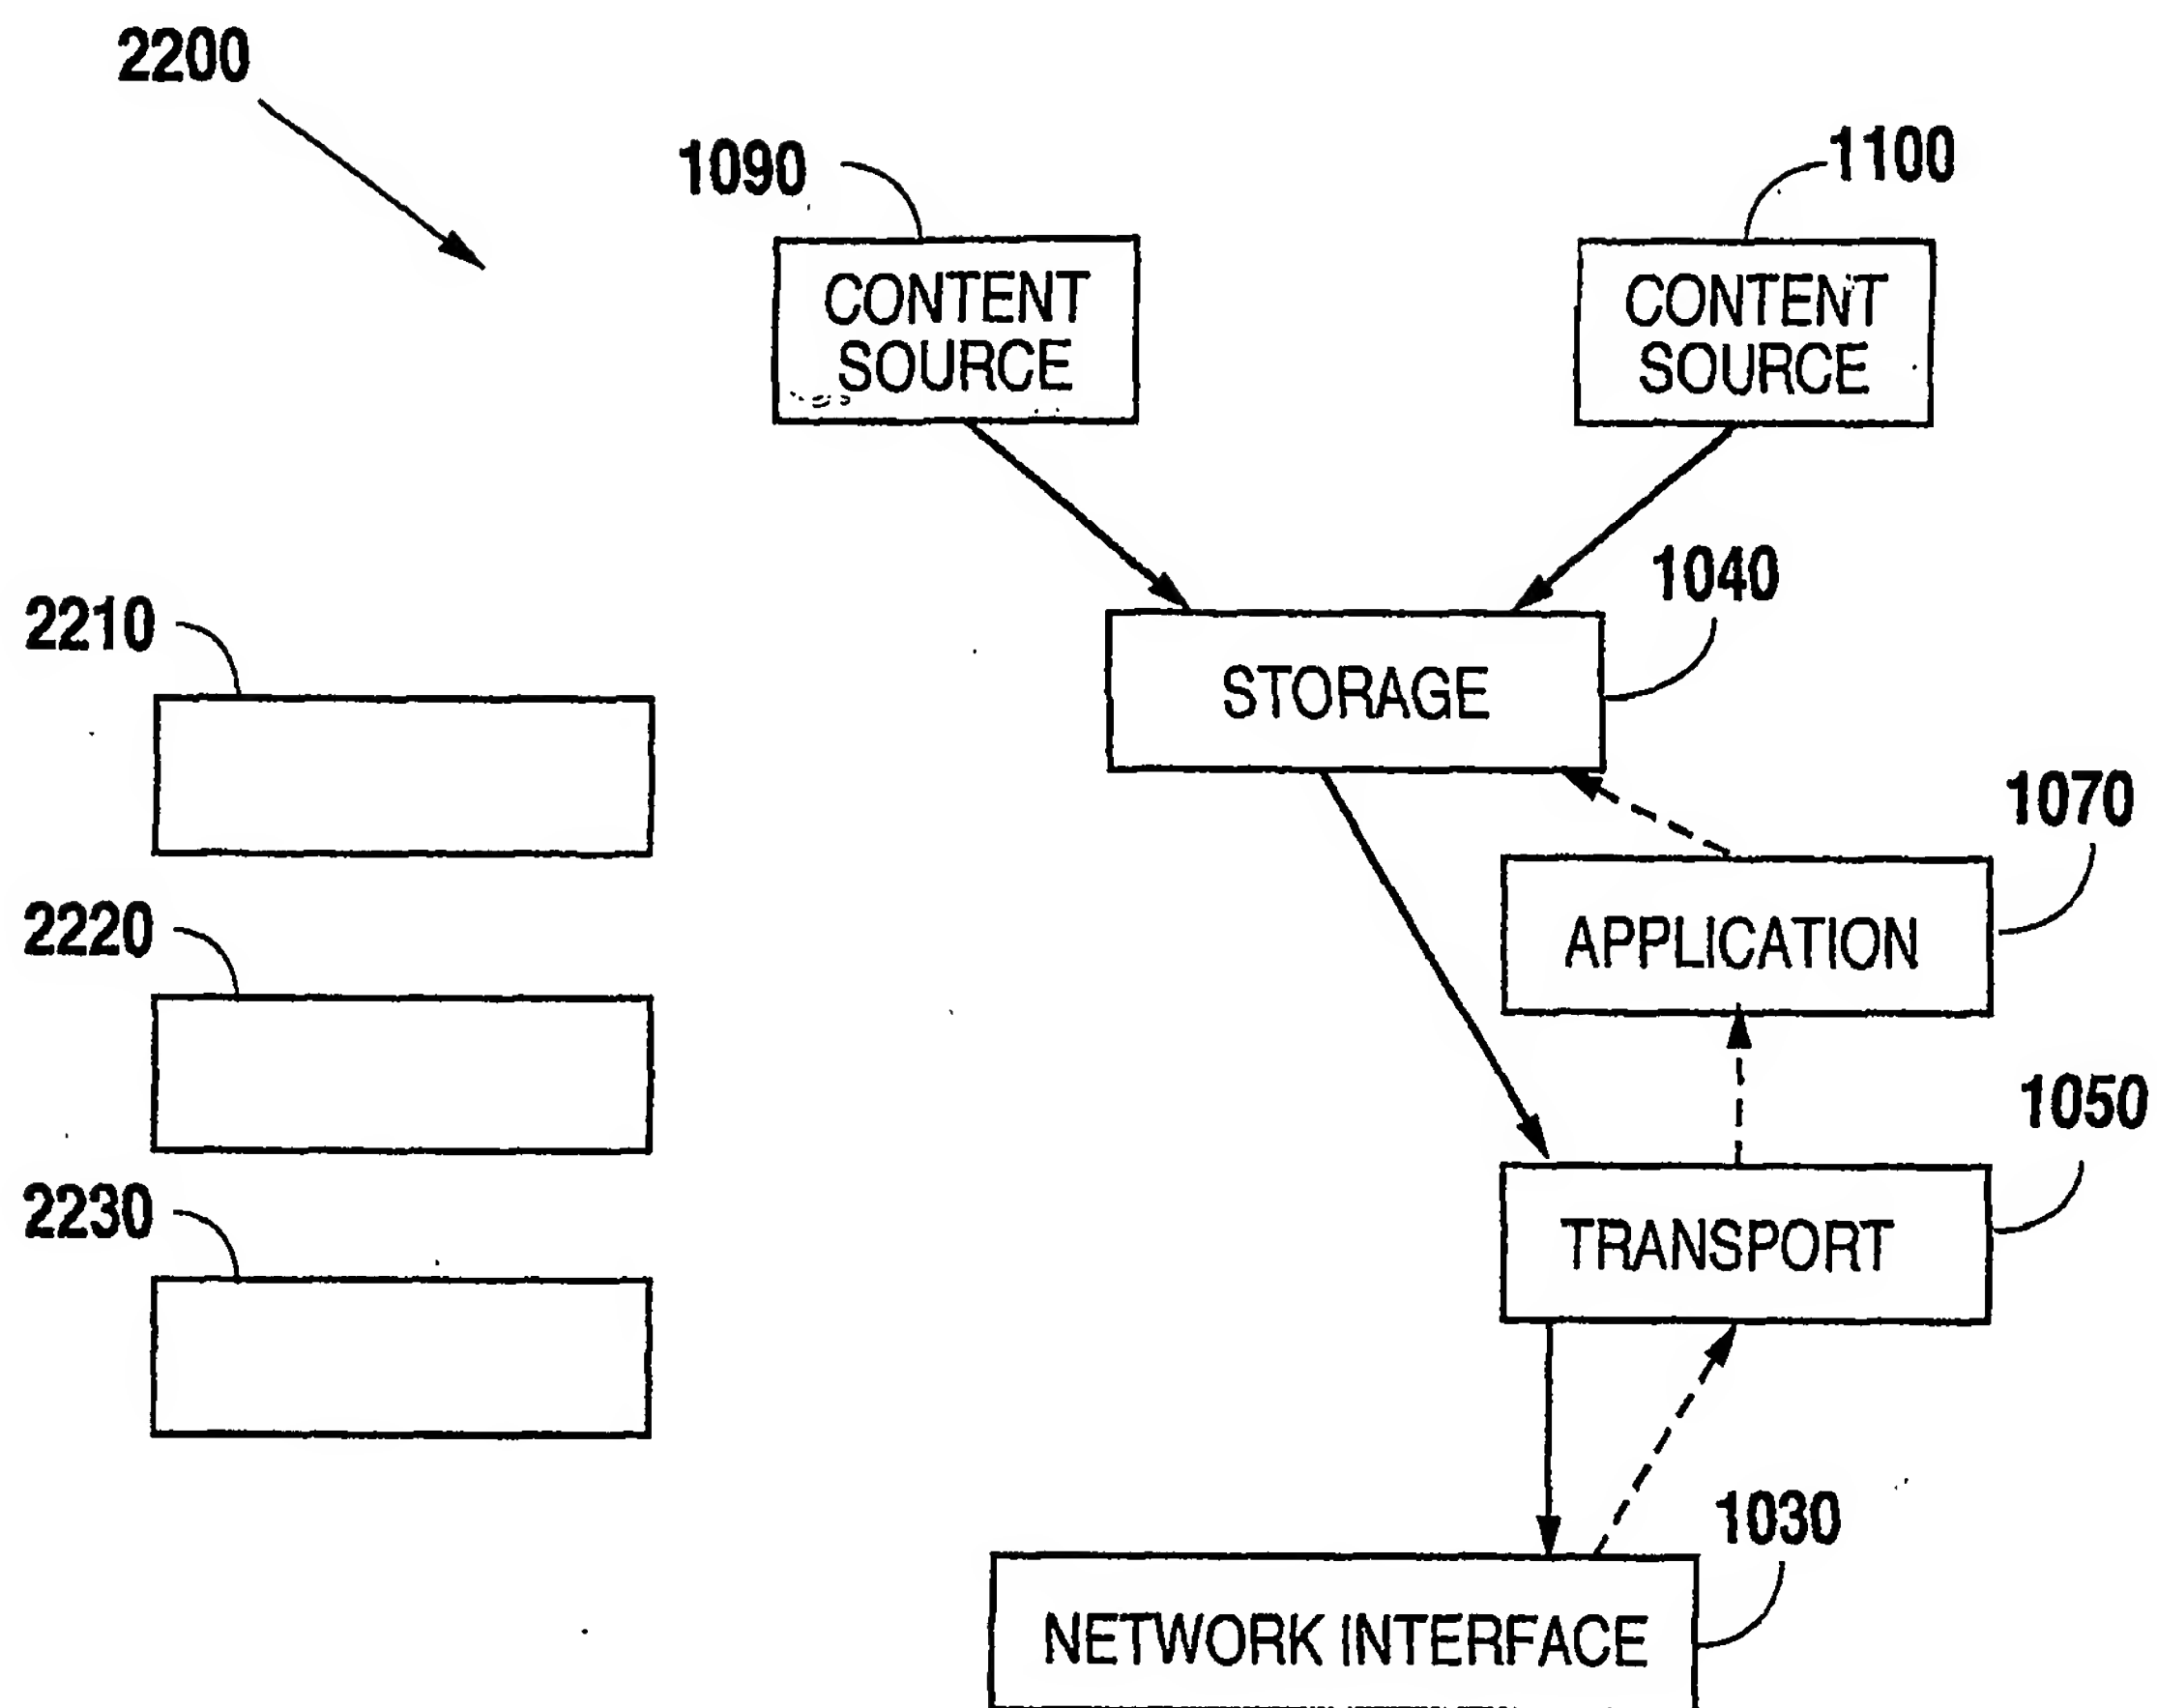 2200
1090
1100
CONTENT
SOURCE
CONTENT
SOURCE
1040
2210
STORAGE
1070
2220
APPLICATION
1050
2230
TRANSPORT
1030
NETWORK INTERFACE